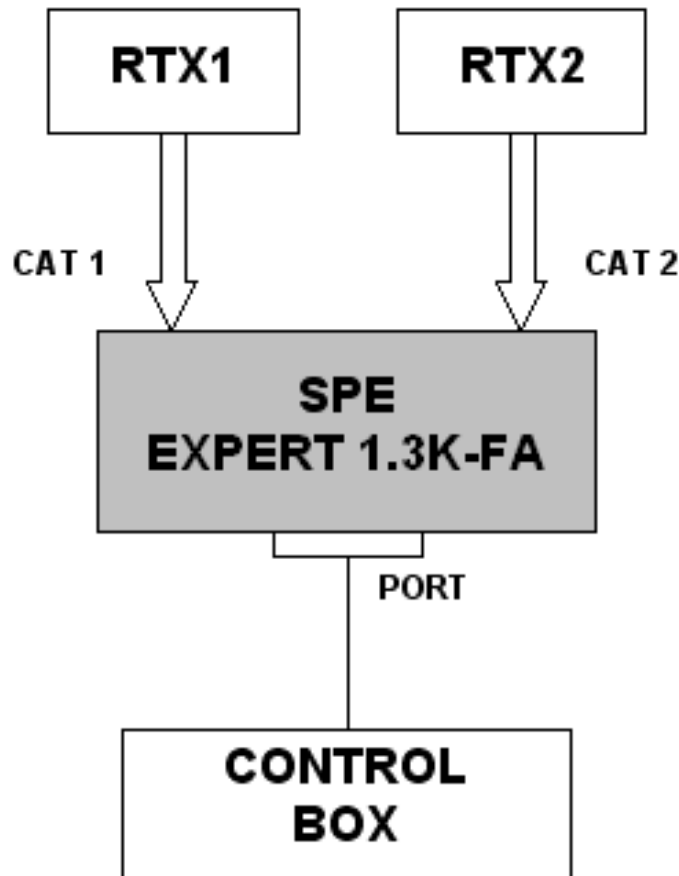 RTX1
RTX2
CAT 1
CAT 2
SPE
EXPERT 1.3K-FA
PORT
CONTROL
BOX